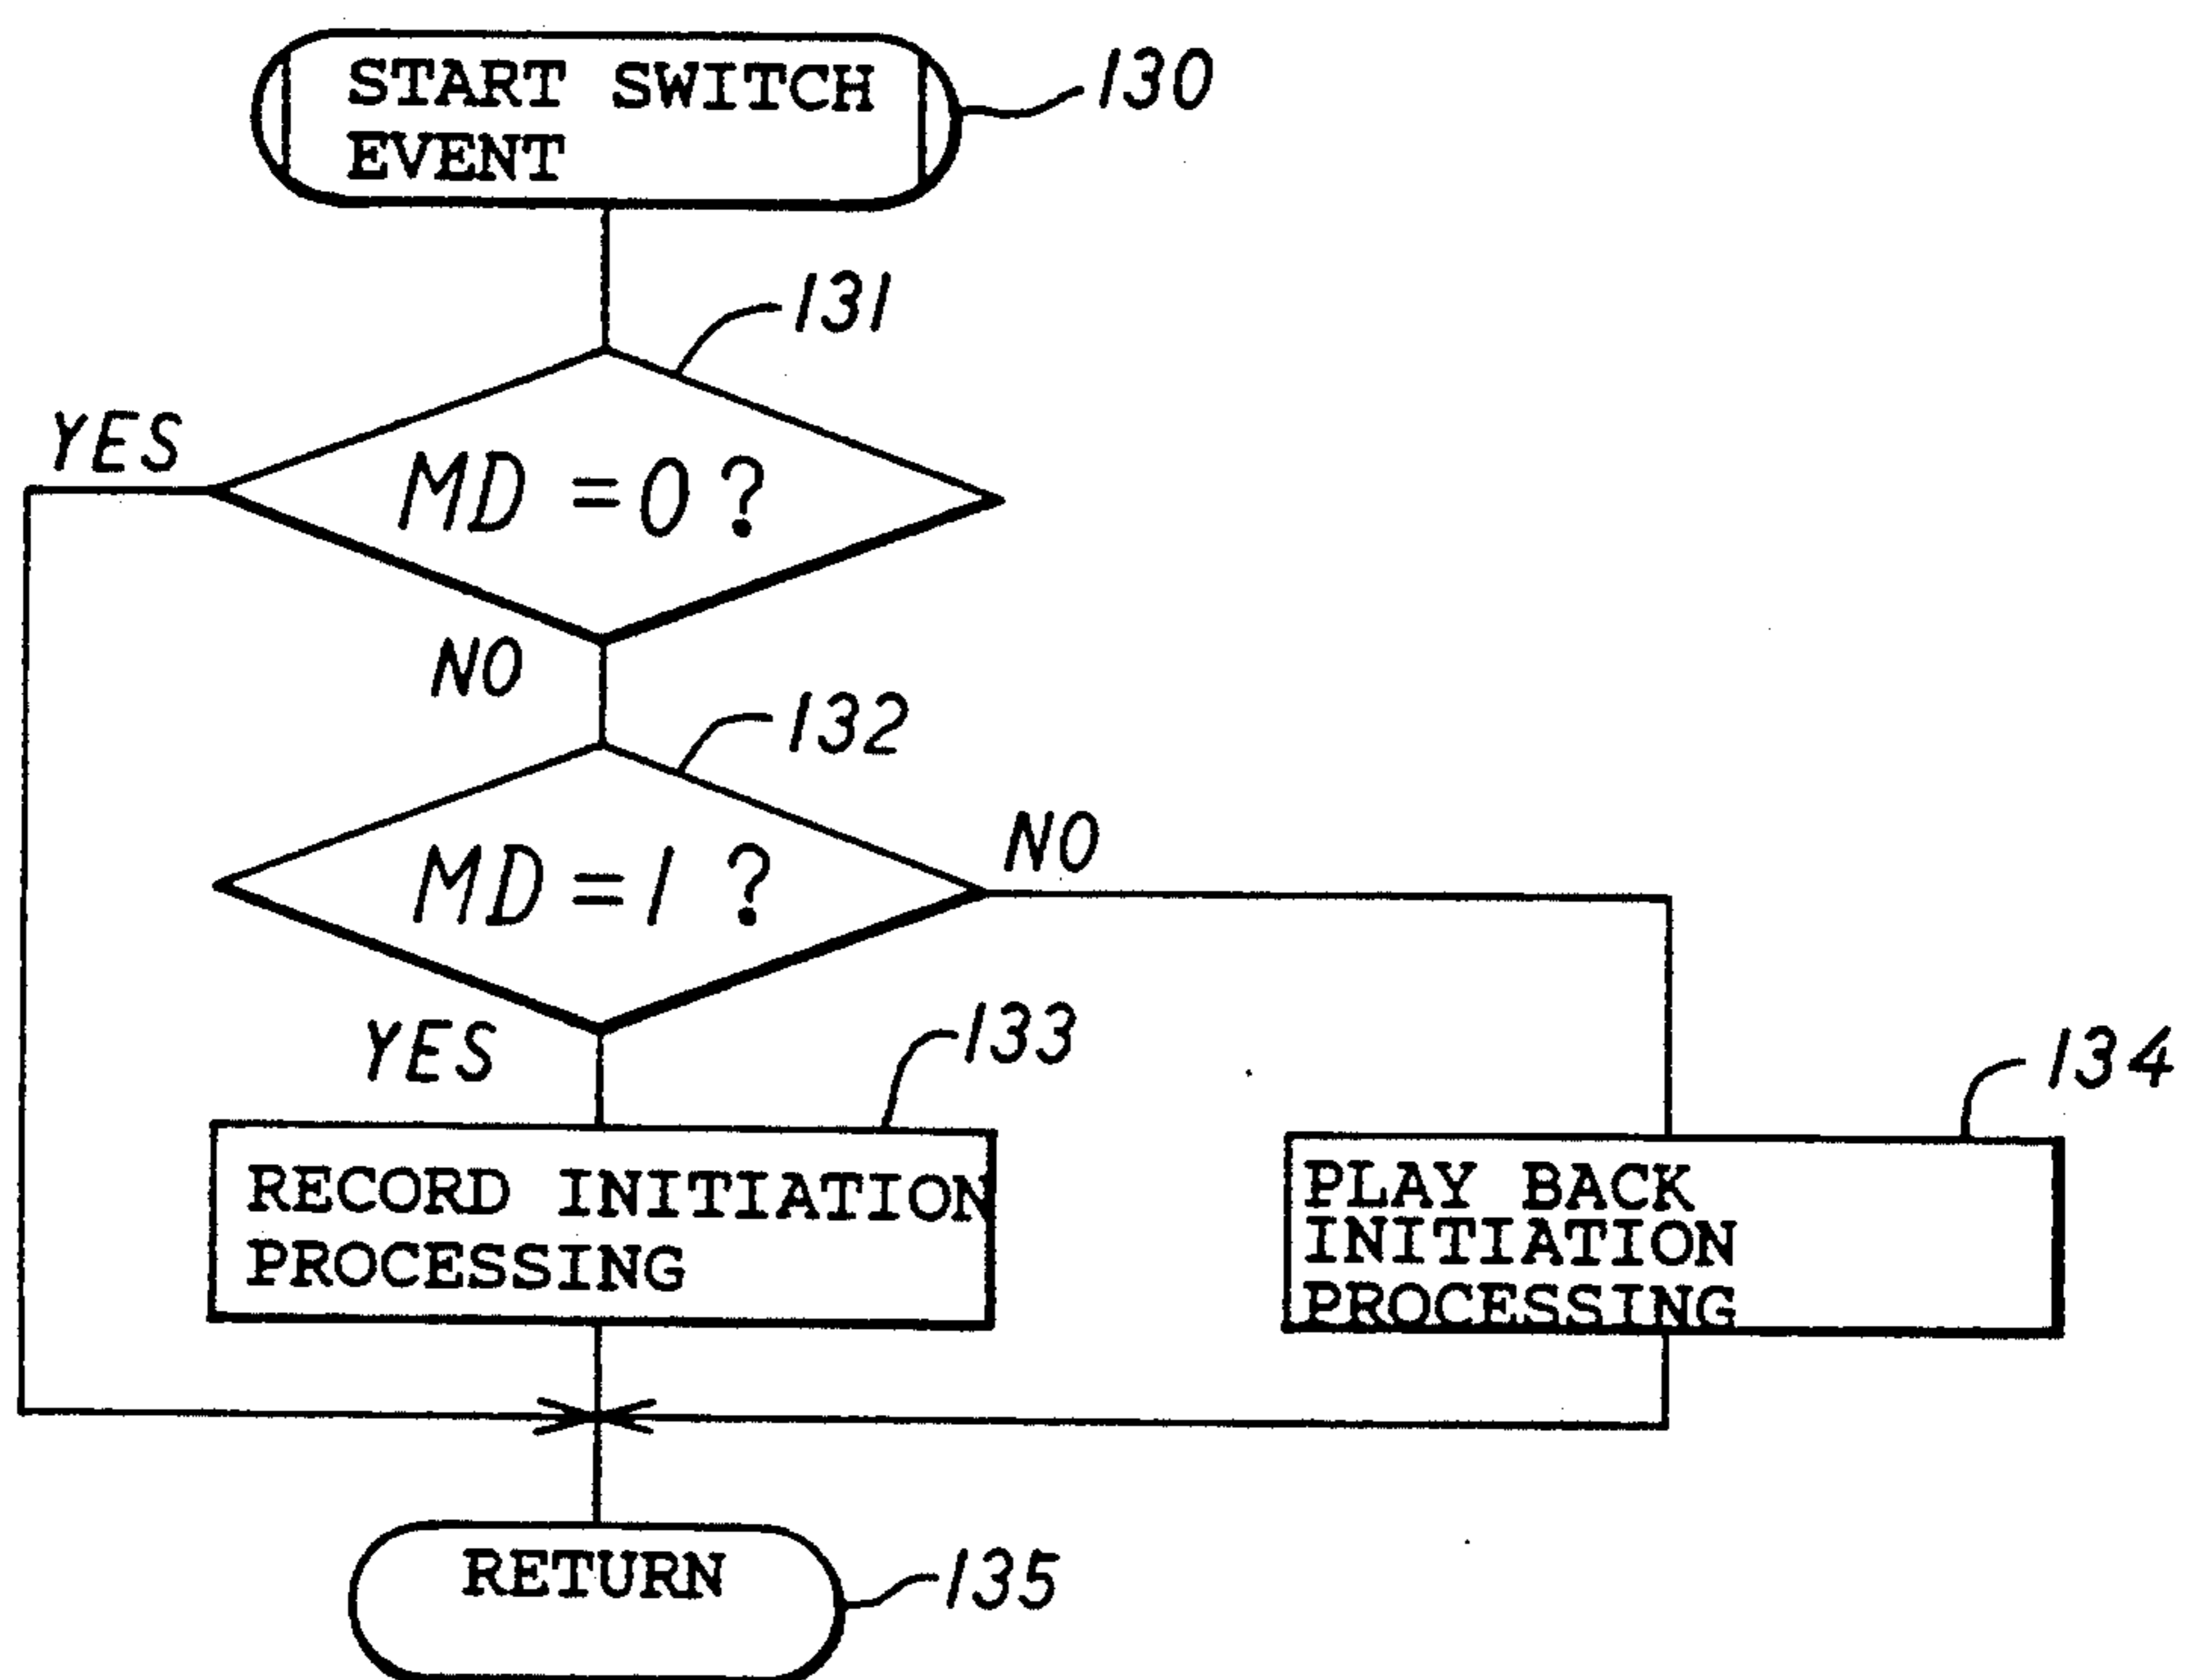 START SWITCH
EVENT
130
131
YES
MD = 0 ?
NO
132
MD = 1 ?
NO
YES
133
RECORD INITIATION
PROCESSING
134
PLAY BACK
INITIATION
PROCESSING
RETURN
135